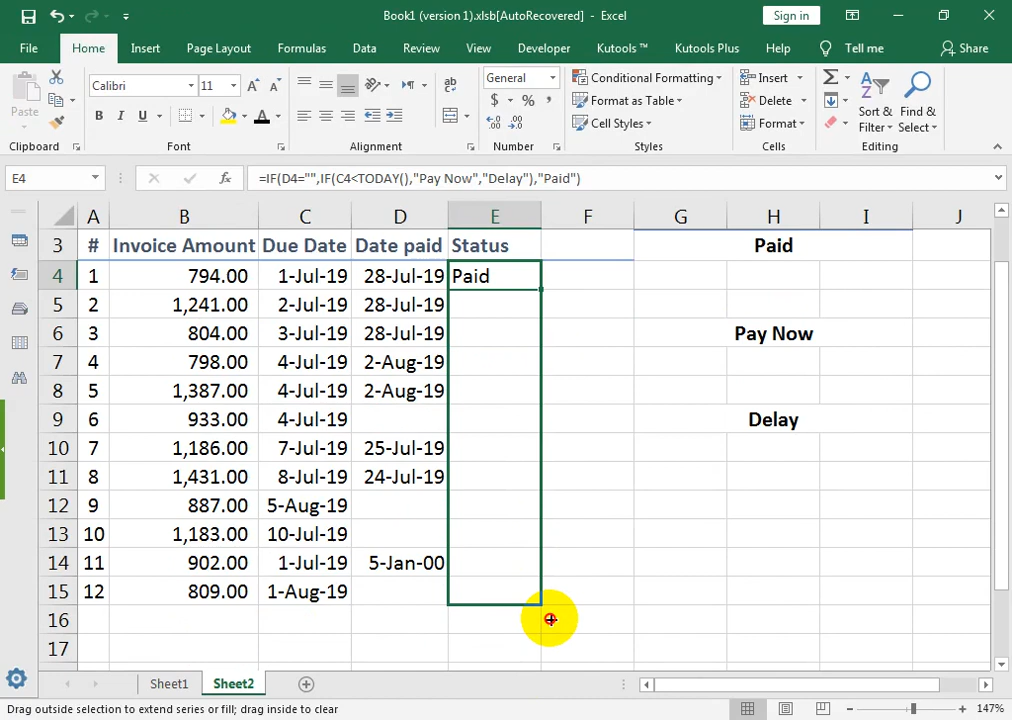 Book1 (version 1).xlsb[AutoRecovered] - Excel
Sign in
File Home Insert Page Layout Formulas Data Review View Developer Kutools ™ Kutools Plus Help Tell me Share
Paste
Calibri 11
B I U A
ab
General
$ % ,
Conditional Formatting
Format as Table
Cell Styles
Insert
Delete
Format
Sort & Filter
Find & Select
Clipboard Font Alignment Number Styles Cells Editing
E4 fx =IF(D4="",IF(C4<TODAY(),"Pay Now","Delay"),"Paid")
A B C D E F G H I J
3 # Invoice Amount Due Date Date paid Status Paid
4 1 794.00 1-Jul-19 28-Jul-19 Paid
5 2 1,241.00 2-Jul-19 28-Jul-19
6 3 804.00 3-Jul-19 28-Jul-19 Pay Now
7 4 798.00 4-Jul-19 2-Aug-19
8 5 1,387.00 4-Jul-19 2-Aug-19
9 6 933.00 4-Jul-19 Delay
10 7 1,186.00 7-Jul-19 25-Jul-19
11 8 1,431.00 8-Jul-19 24-Jul-19
12 9 887.00 5-Aug-19
13 10 1,183.00 10-Jul-19
14 11 902.00 1-Jul-19 5-Jan-00
15 12 809.00 1-Aug-19
16
17
Sheet1 Sheet2
Drag outside selection to extend series or fill; drag inside to clear 147%